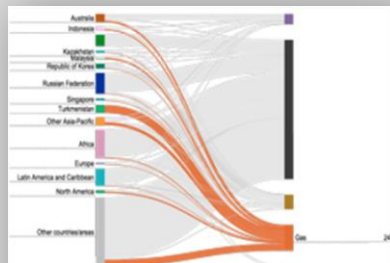 Australia
Indonesia
Kazakhstan
Malaysia
Republic of Korea
Russian Federation
Singapore
Turkmenistan
Other Asia-Pacific
Africa
Europe
Latin America and Caribbean
North America
Other countries/areas
Gas
24